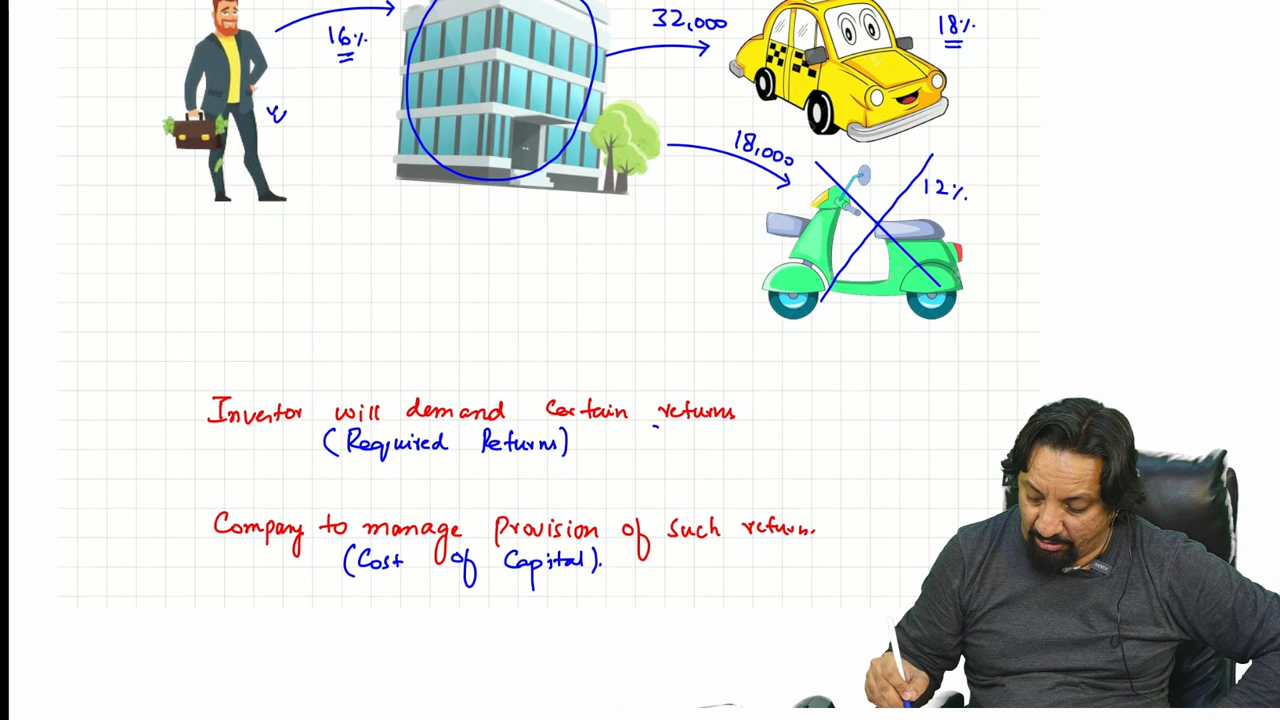 16%
32,000
18%
18,000
12%
Investor will demand certain returns
(Required Returns)
Company to manage provision of such return.
(Cost of Capital).